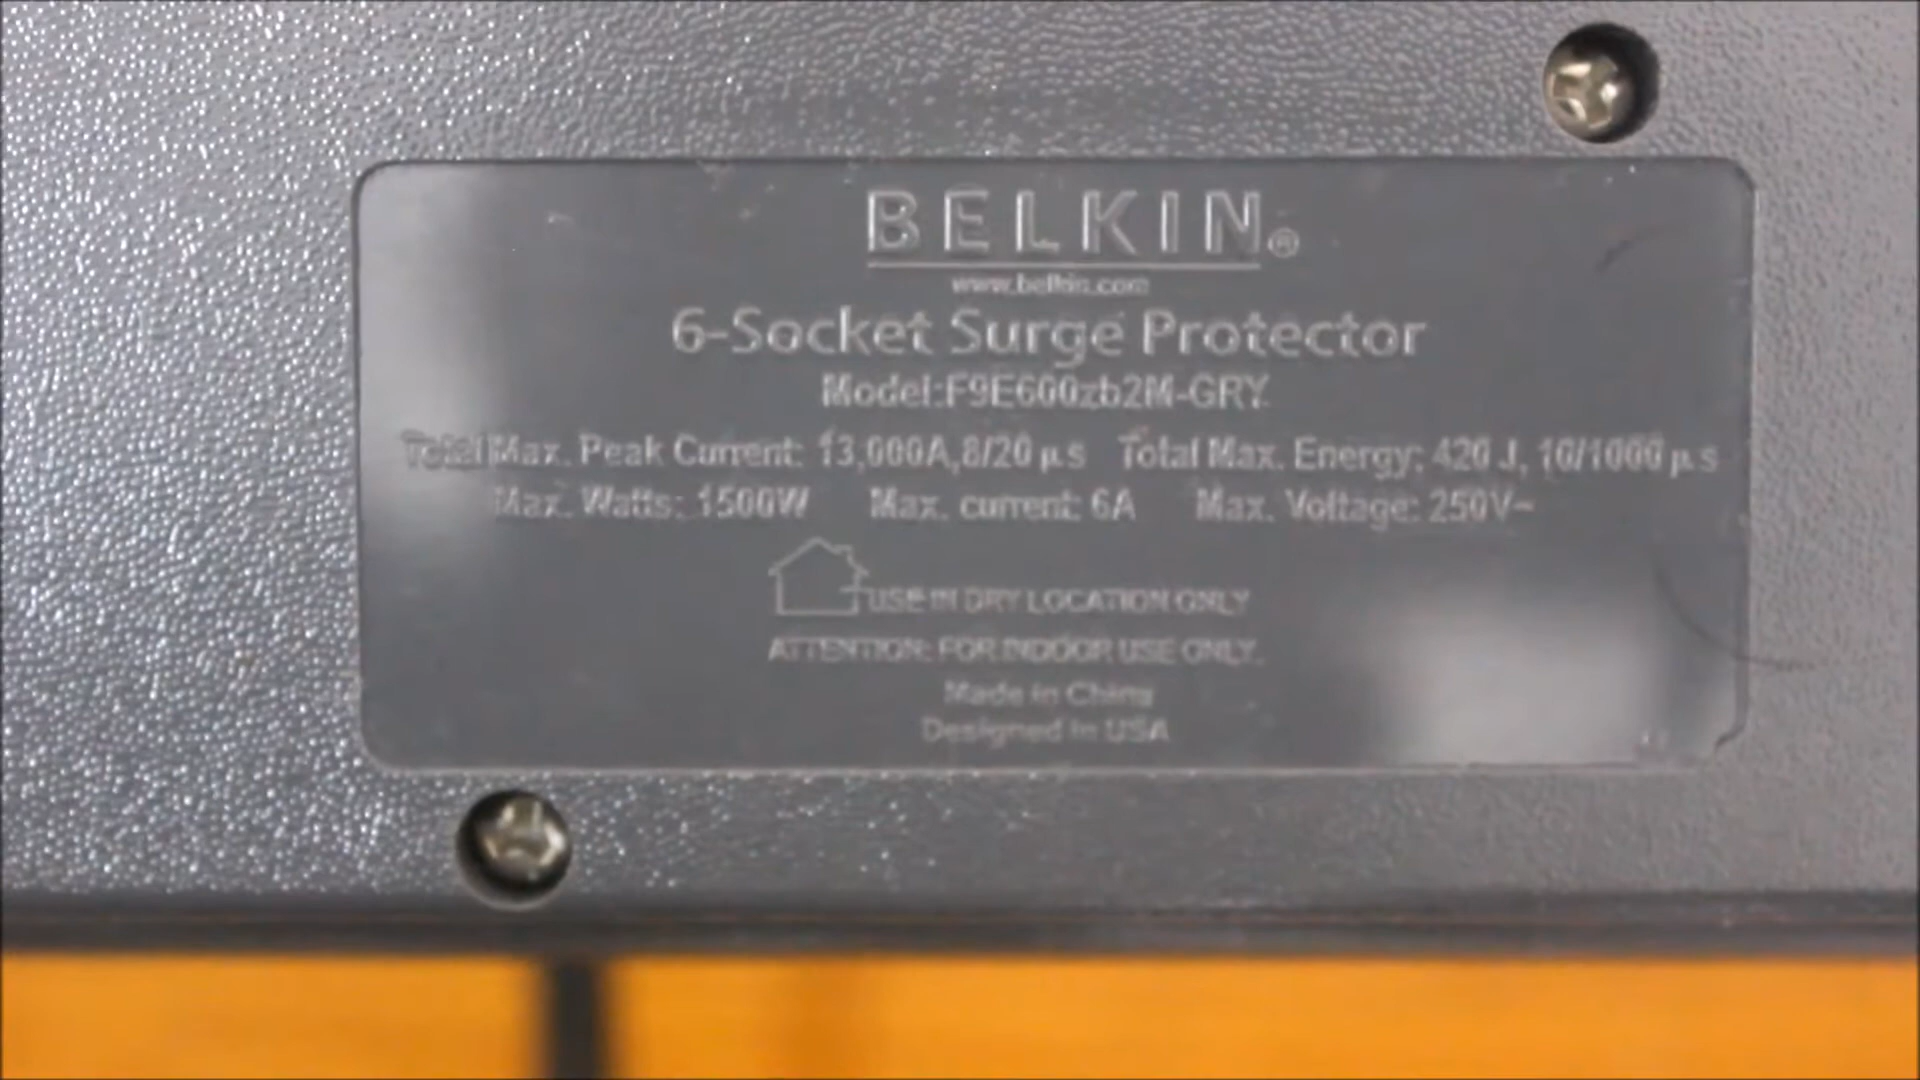 BELKIN®
www.belkin.com
6-Socket Surge Protector
Model:F9E600zb2M-GRY
Total Max. Peak Current: 13,000A,8/20 µs Total Max. Energy: 420 J, 10/1000 µs
Max. Watts: 1500W Max. current: 6A Max. Voltage: 250V~
USE IN DRY LOCATION ONLY
ATTENTION: FOR INDOOR USE ONLY.
Made in China
Designed in USA